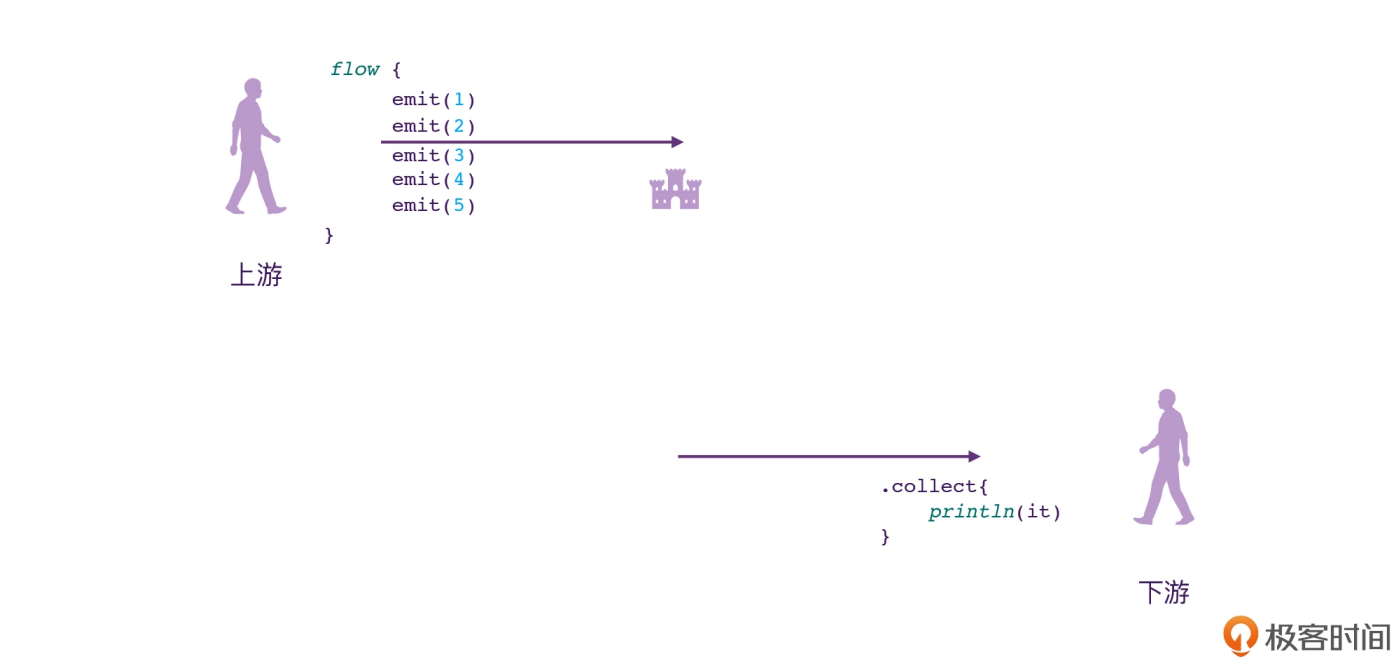 flow {
emit(1)
emit(2)
emit(3)
emit(4)
emit(5)
}
上游
.collect{
println(it)
}
下游
极客时间